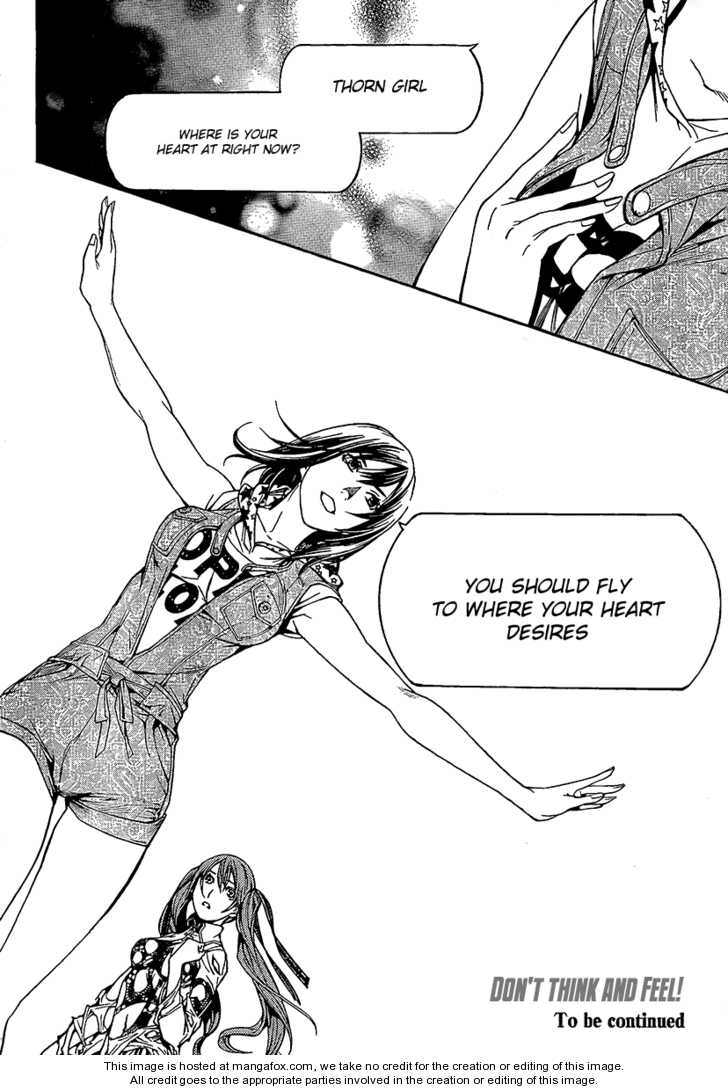 THORN GIRL
WHERE IS YOUR
HEART AT RIGHT NOW?
OP
YOU SHOULD FLY
TO WHERE YOUR HEART
DESIRES
DON'T THINK AND FEEL!
To be continued
This image is hosted at mangafox.com, we take no credit for the creation or editing of this image.
All credit goes to the appropriate parties involved in the creation or editing of this image.